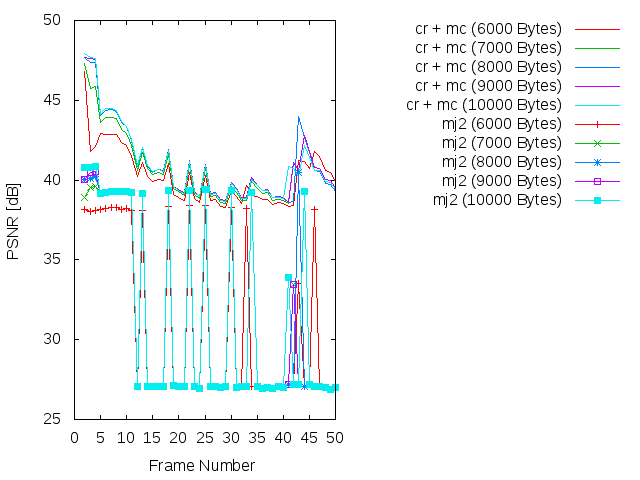 50
45
40
35
30
25
PSNR [dB]
0 5 10 15 20 25 30 35 40 45 50
Frame Number
cr + mc (6000 Bytes)
cr + mc (7000 Bytes)
cr + mc (8000 Bytes)
cr + mc (9000 Bytes)
cr + mc (10000 Bytes)
mj2 (6000 Bytes)
mj2 (7000 Bytes)
mj2 (8000 Bytes)
mj2 (9000 Bytes)
mj2 (10000 Bytes)